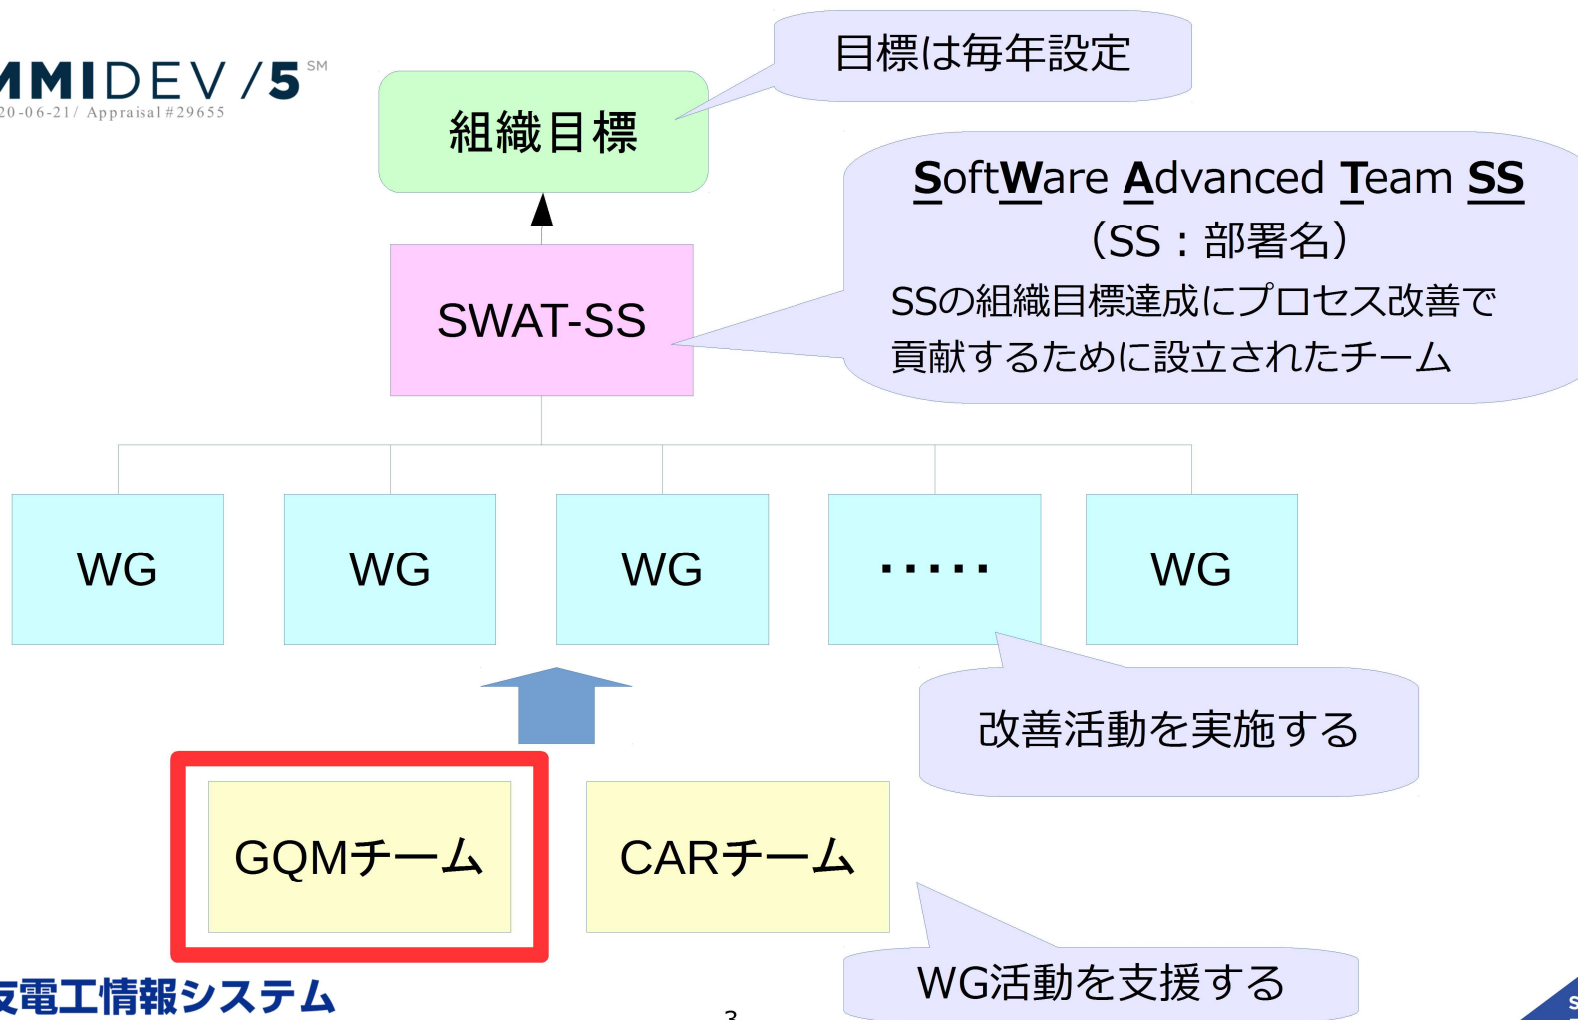 目標は毎年設定
MIDEV/5 SM
20-06-21/ Appraisal #29655
組織目標
SoftWare Advanced Team SS
（SS：部署名）
SSの組織目標達成にプロセス改善で
貢献するために設立されたチーム
SWAT-SS
WG
WG
WG
・・・・・
WG
改善活動を実施する
GQMチーム
CARチーム
WG活動を支援する
電工情報システム
3
S